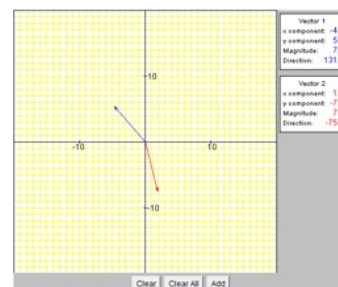 10
-10
10
-10
Vector 1
x component: -4
y component: 5
Magnitude: 7
Direction: 131
Vector 2
x component: 1
y component: -7
Magnitude: 7
Direction: -75
Clear
Clear All
Add